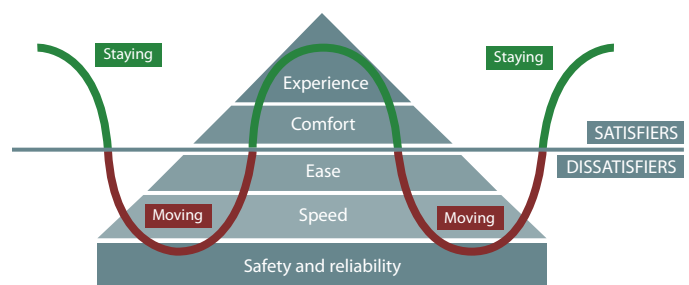 Staying
Staying
Experience
Comfort
SATISFIERS
DISSATISFIERS
Ease
Moving
Speed
Moving
Safety and reliability